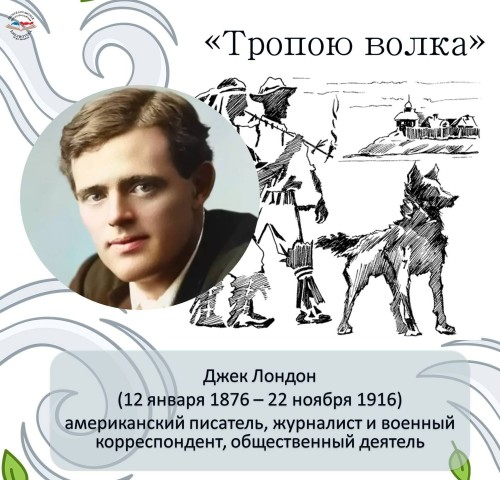 «Тропою волка»
Джек Лондон
(12 января 1876 – 22 ноября 1916)
американский писатель, журналист и военный
корреспондент, общественный деятель